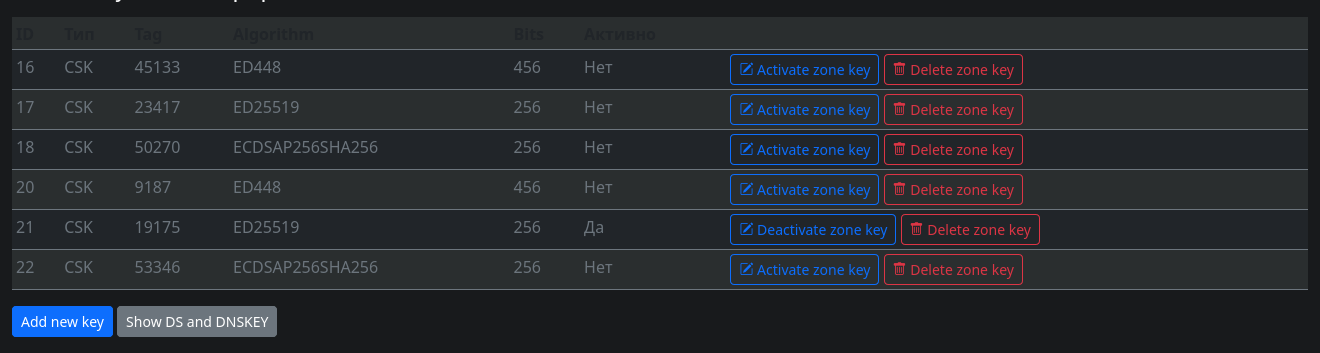 ID Тип Tag Algorithm Bits Активно
16 CSK 45133 ED448 456 Нет Activate zone key Delete zone key
17 CSK 23417 ED25519 256 Нет Activate zone key Delete zone key
18 CSK 50270 ECDSAP256SHA256 256 Нет Activate zone key Delete zone key
20 CSK 9187 ED448 456 Нет Activate zone key Delete zone key
21 CSK 19175 ED25519 256 Да Deactivate zone key Delete zone key
22 CSK 53346 ECDSAP256SHA256 256 Нет Activate zone key Delete zone key
Add new key Show DS and DNSKEY